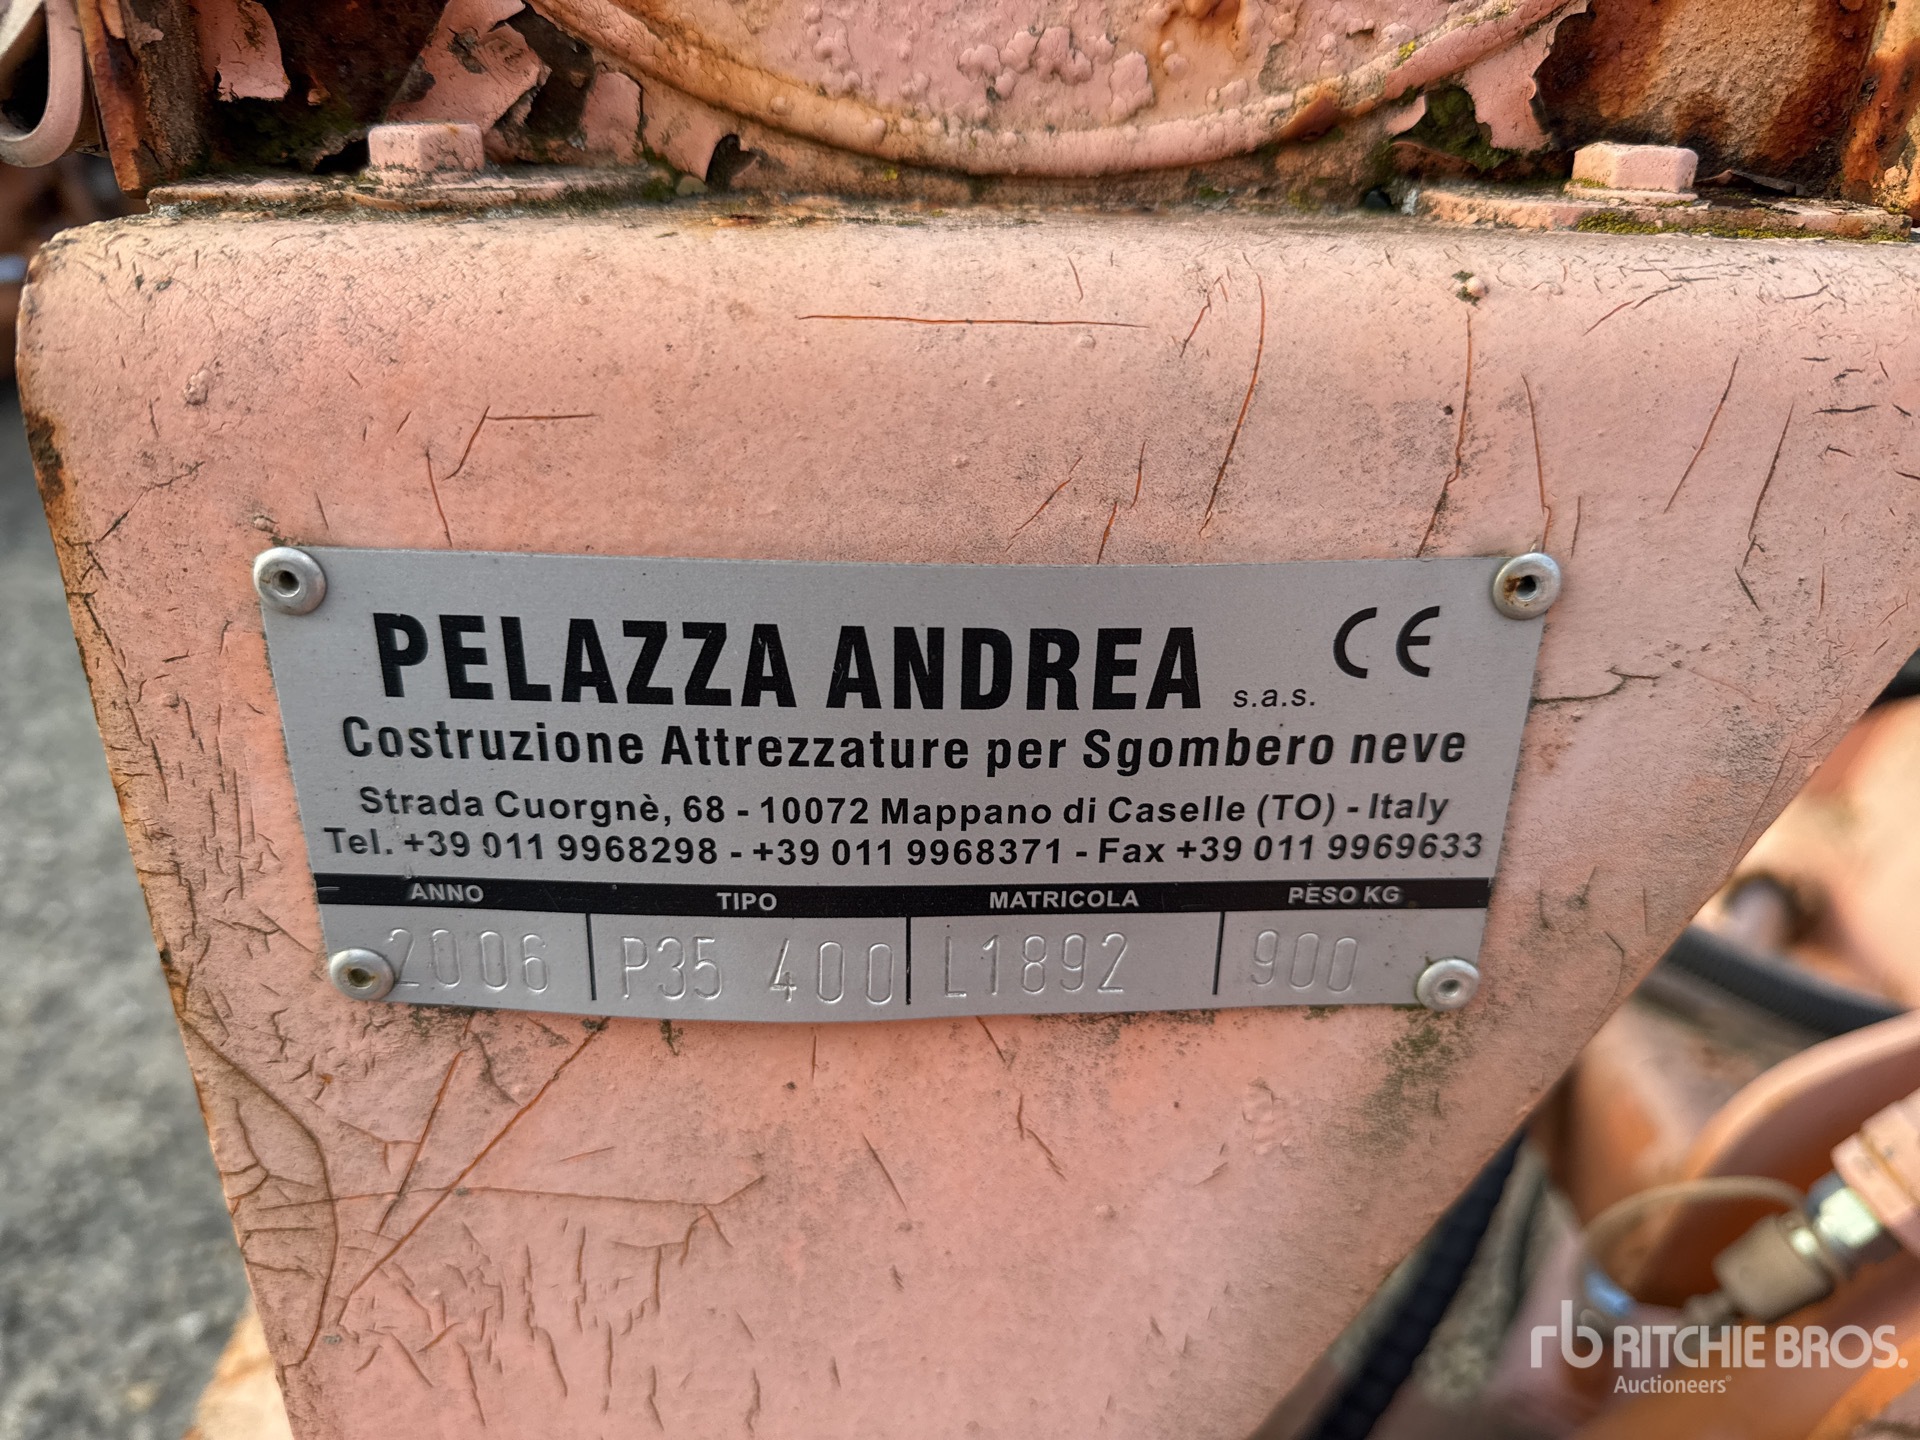 PELAZZA ANDREA s.a.s. CE
Costruzione Attrezzature per Sgombero neve
Strada Cuorgnè, 68 - 10072 Mappano di Caselle (TO) - Italy
Tel. +39 011 9968298 - +39 011 9968371 - Fax +39 011 9969633
ANNO TIPO MATRICOLA PESO KG
2006 P35 400 L1892 900
rb RITCHIE BROS.
Auctioneers